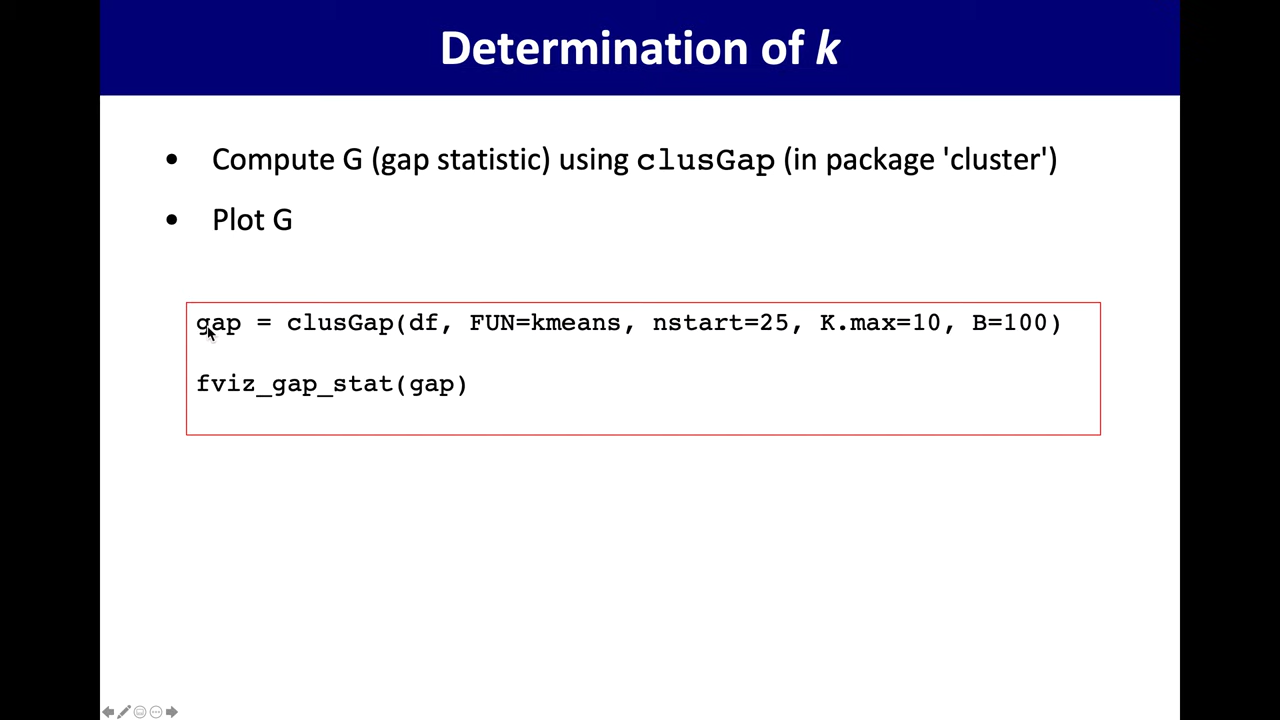 Determination of k
• Compute G (gap statistic) using clusGap (in package 'cluster')
• Plot G
gap = clusGap(df, FUN=kmeans, nstart=25, K.max=10, B=100)
fviz_gap_stat(gap)